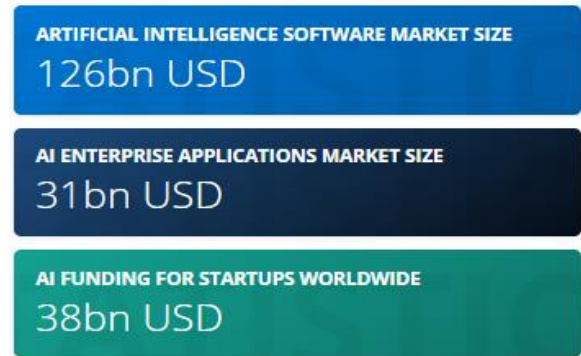 ARTIFICIAL INTELLIGENCE SOFTWARE MARKET SIZE
126bn USD
AI ENTERPRISE APPLICATIONS MARKET SIZE
31bn USD
AI FUNDING FOR STARTUPS WORLDWIDE
38bn USD